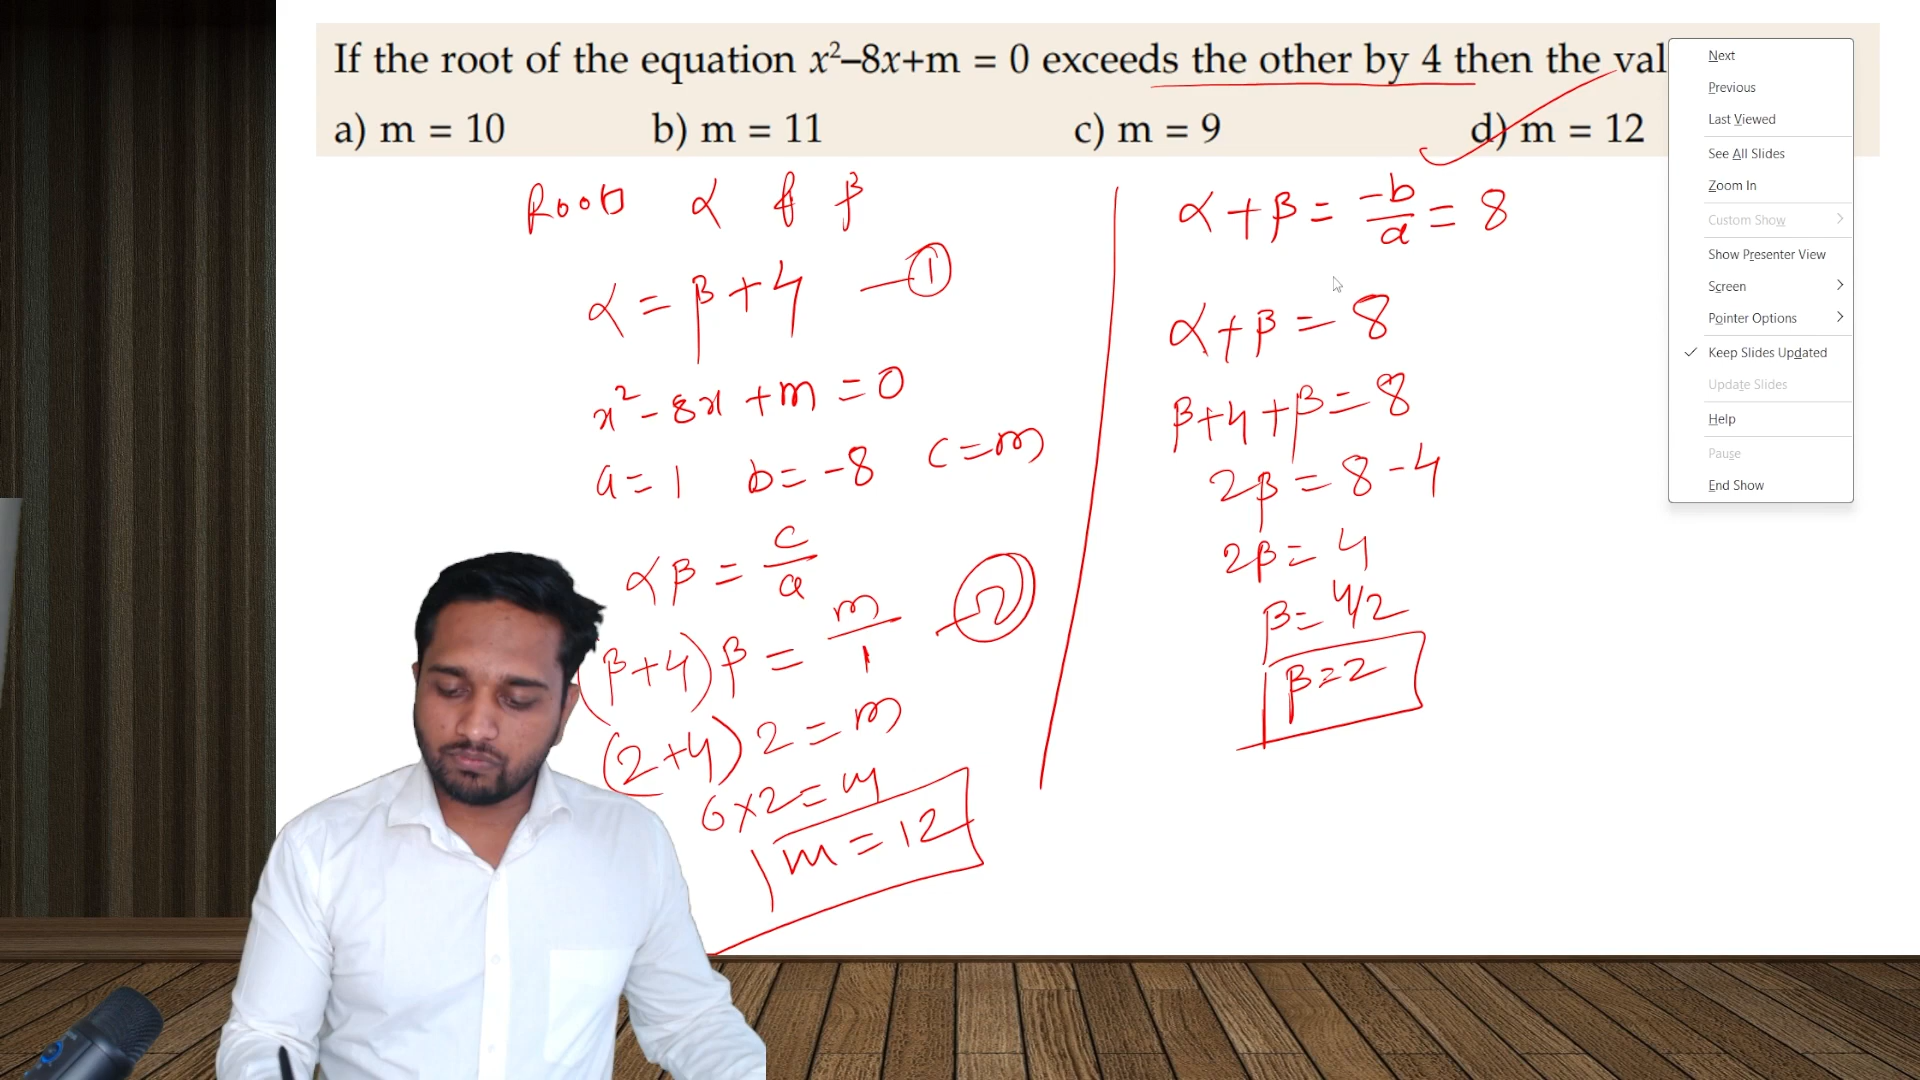 If the root of the equation x²–8x+m = 0 exceeds the other by 4 then the val
a) m = 10 b) m = 11 c) m = 9 d) m = 12
Roots α & β
α = β+4 —①
x² - 8x + m = 0
a = 1 b = -8 c = m
αβ = c/a
(β+4)β = m/1 —②
(2+4)2 = m
6×2 = m
m = 12
α+β = -b/a = 8
α+β = 8
β+4+β = 8
2β = 8-4
2β = 4
β = 4/2
β = 2
Next
Previous
Last Viewed
See All Slides
Zoom In
Custom Show
Show Presenter View
Screen
Pointer Options
Keep Slides Updated
Update Slides
Help
Pause
End Show